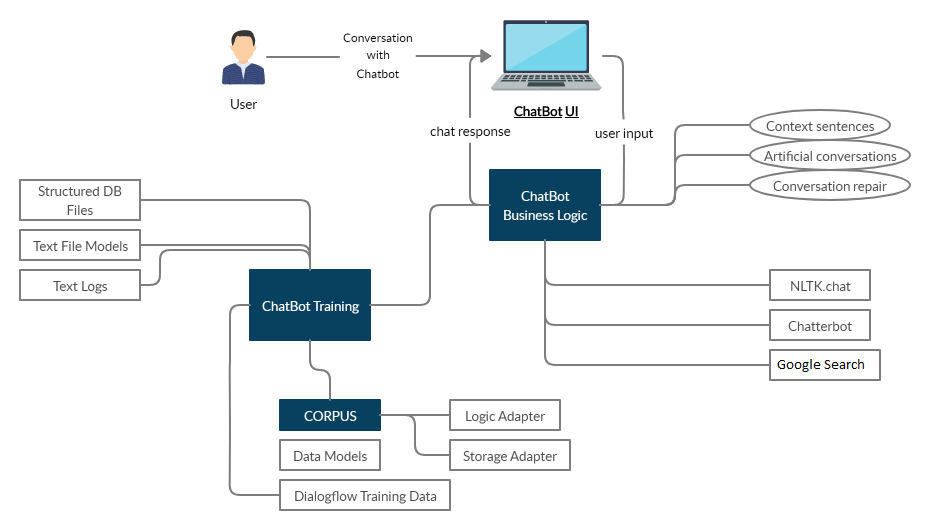 Conversation
with
Chatbot
User
ChatBot UI
chat response
user input
Context sentences
Artificial conversations
Conversation repair
ChatBot
Business Logic
Structured DB
Files
Text File Models
Text Logs
ChatBot Training
NLTK.chat
Chatterbot
Google Search
CORPUS
Logic Adapter
Data Models
Storage Adapter
Dialogflow Training Data